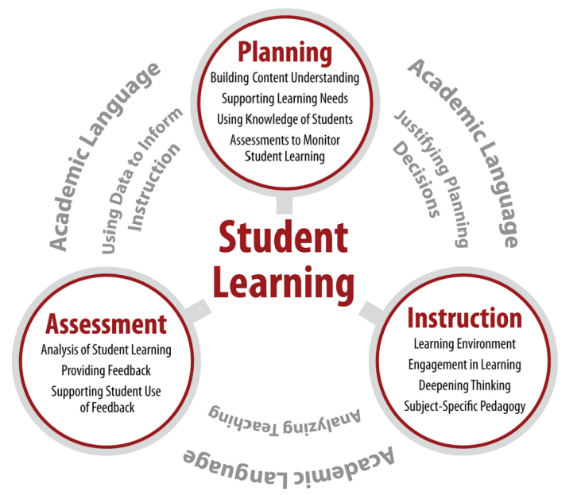 Planning
Building Content Understanding
Supporting Learning Needs
Using Knowledge of Students
Assessments to Monitor
Student Learning
Academic Language
Using Data to Inform
Instruction
Academic Language
Justifying Planning
Decisions
Student
Learning
Assessment
Analysis of Student Learning
Providing Feedback
Supporting Student Use
of Feedback
Instruction
Learning Environment
Engagement in Learning
Deepening Thinking
Subject-Specific Pedagogy
Analyzing Teaching
Academic Language